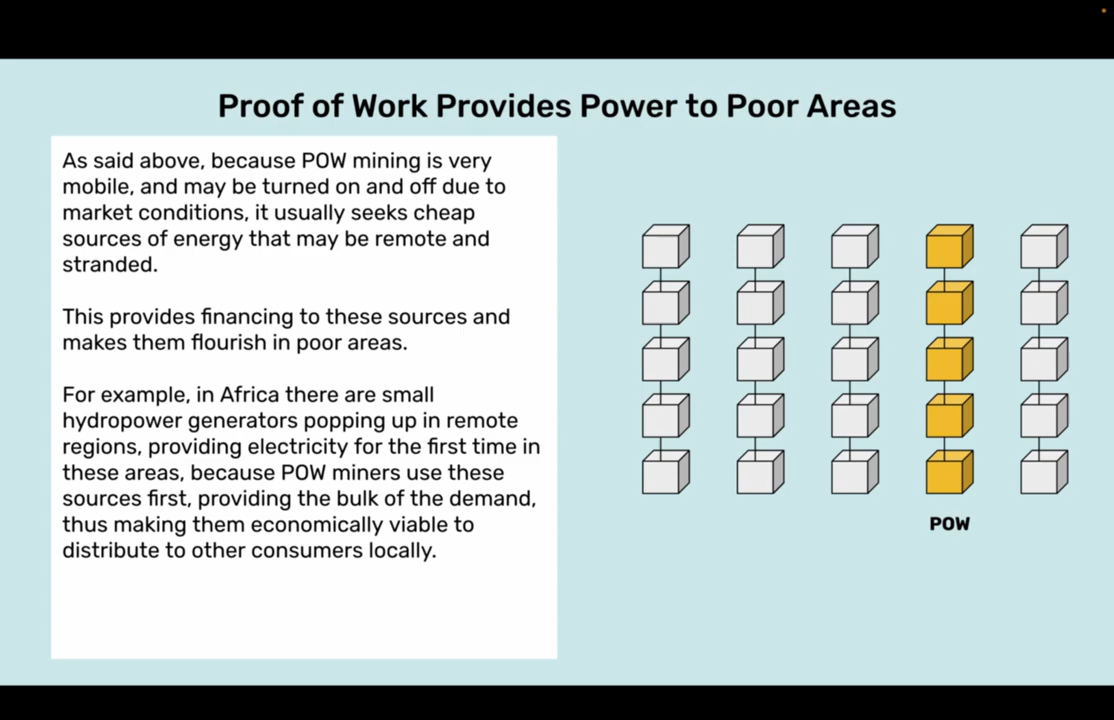 Proof of Work Provides Power to Poor Areas
As said above, because POW mining is very
mobile, and may be turned on and off due to
market conditions, it usually seeks cheap
sources of energy that may be remote and
stranded.
This provides financing to these sources and
makes them flourish in poor areas.
For example, in Africa there are small
hydropower generators popping up in remote
regions, providing electricity for the first time in
these areas, because POW miners use these
sources first, providing the bulk of the demand,
thus making them economically viable to
distribute to other consumers locally.
POW